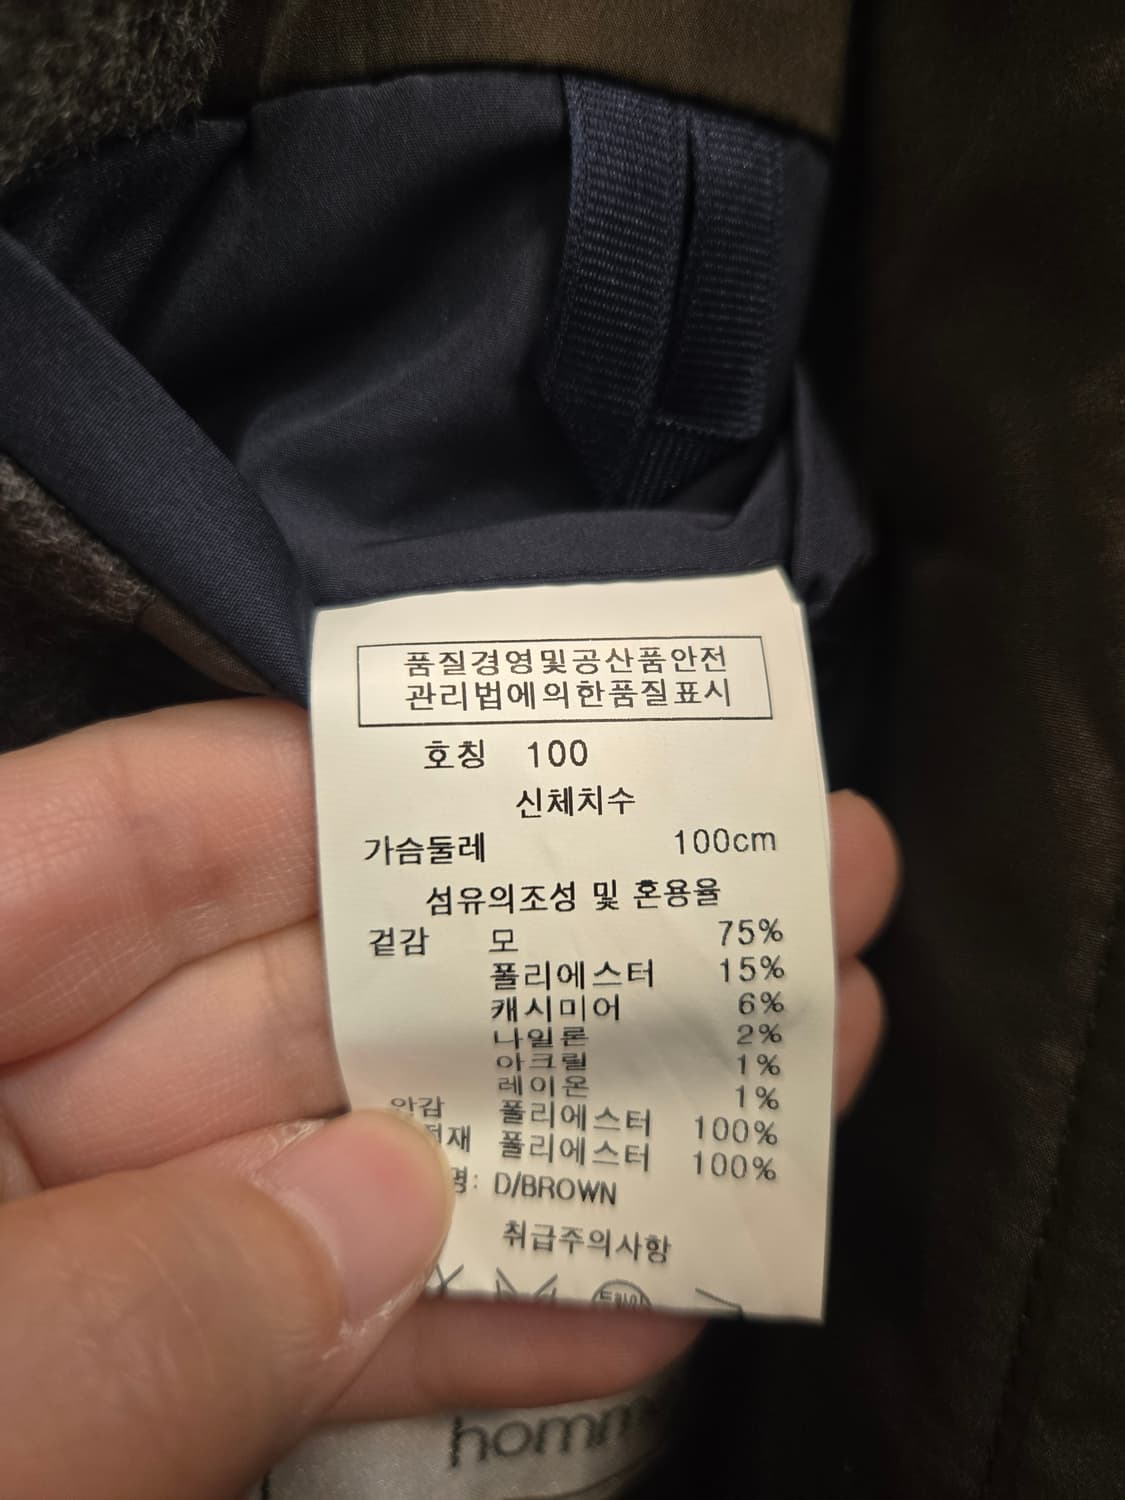 품질경영및공산품안전
관리법에의한품질표시
호칭 100
신체치수
가슴둘레 100cm
섬유의조성 및 혼용율
겉감 모 75%
폴리에스터 15%
캐시미어 6%
나일론 2%
아크릴 1%
레이온 1%
안감 폴리에스터 100%
폴리에스터 100%
D/BROWN
취급주의사항
드라이